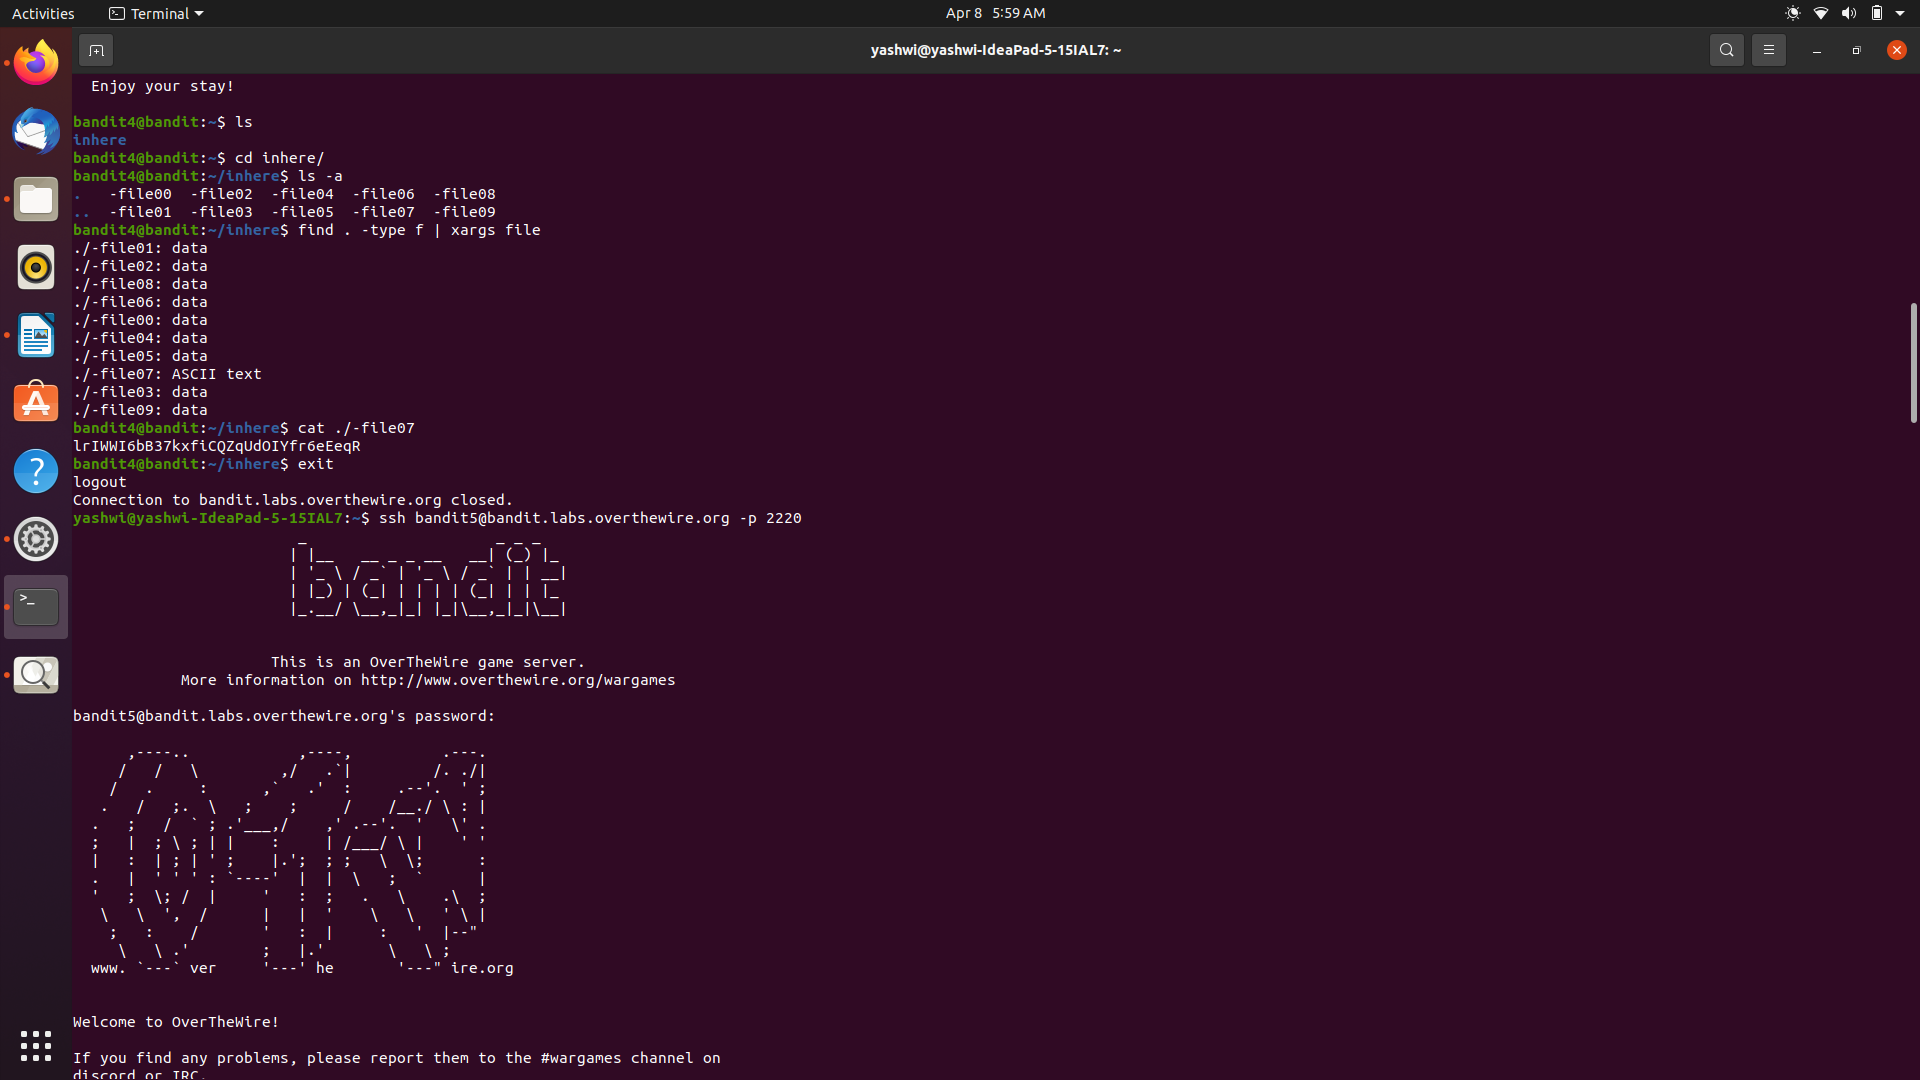 Activities Terminal Apr 8 5:59 AM
yashwi@yashwi-IdeaPad-5-15IAL7: ~
  Enjoy your stay!

bandit4@bandit:~$ ls
inhere
bandit4@bandit:~$ cd inhere/
bandit4@bandit:~/inhere$ ls -a
.   -file00  -file02  -file04  -file06  -file08
..  -file01  -file03  -file05  -file07  -file09
bandit4@bandit:~/inhere$ find . -type f | xargs file
./-file01: data
./-file02: data
./-file08: data
./-file06: data
./-file00: data
./-file04: data
./-file05: data
./-file07: ASCII text
./-file03: data
./-file09: data
bandit4@bandit:~/inhere$ cat ./-file07
lrIWWI6bB37kxfiCQZqUdOIYfr6eEeqR
bandit4@bandit:~/inhere$ exit
logout
Connection to bandit.labs.overthewire.org closed.
yashwi@yashwi-IdeaPad-5-15IAL7:~$ ssh bandit5@bandit.labs.overthewire.org -p 2220
bandit
This is an OverTheWire game server.
More information on http://www.overthewire.org/wargames

bandit5@bandit.labs.overthewire.org's password:

www. ver he ire.org

Welcome to OverTheWire!

If you find any problems, please report them to the #wargames channel on
discord or IRC.